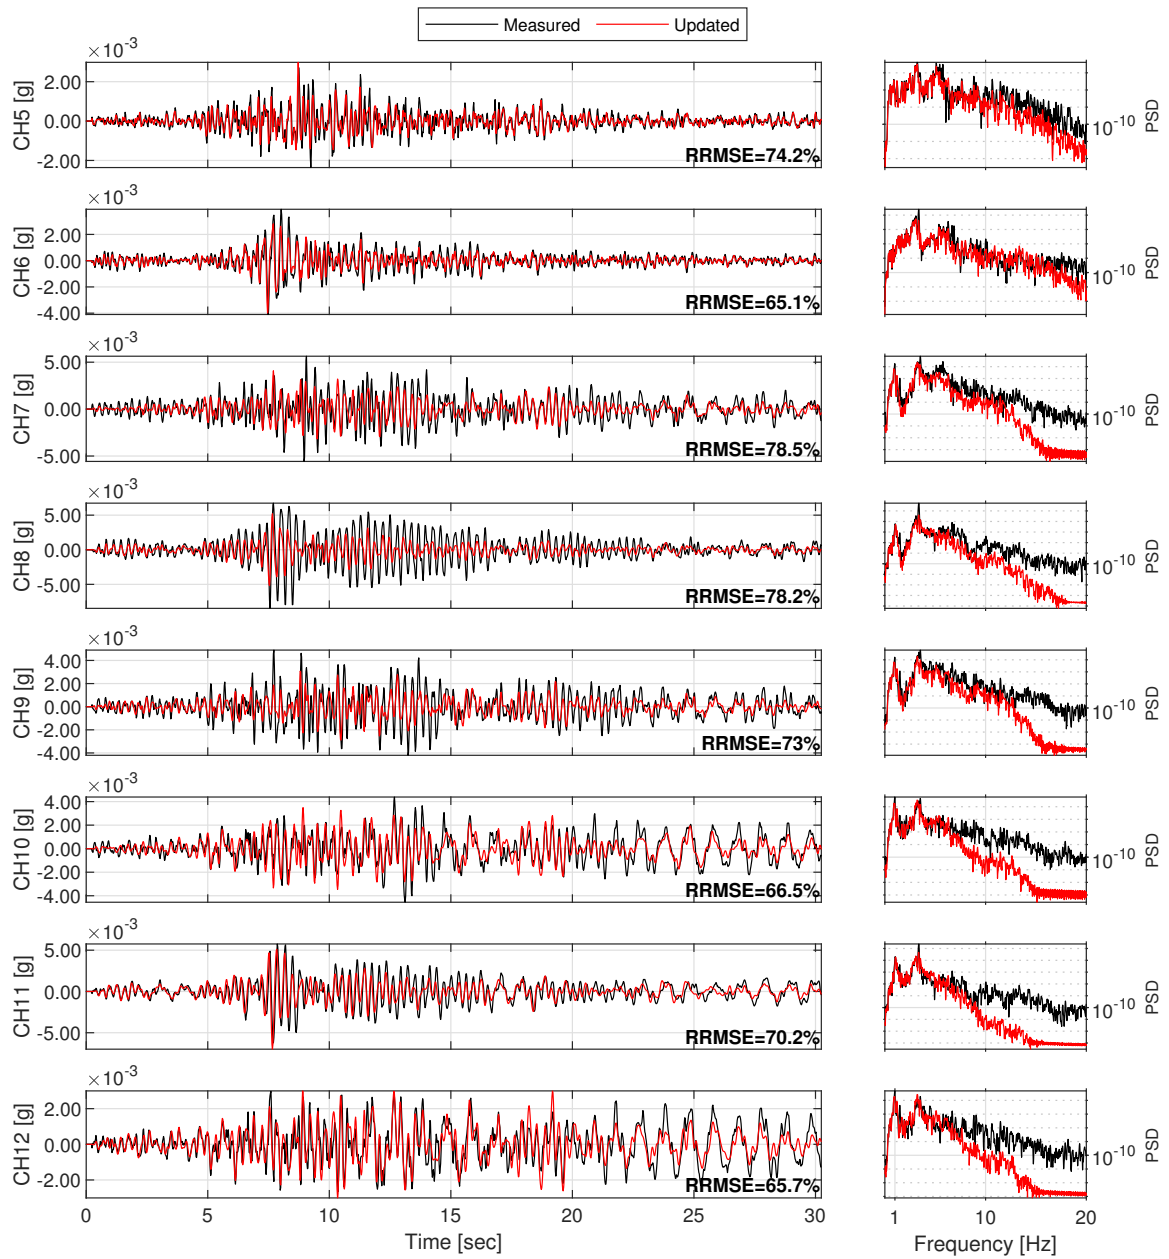 Measured Updated
×10⁻³
2.00
0.00
-2.00
CH5 [g]
RRMSE=74.2%
10⁻¹⁰
PSD
×10⁻³
2.00
0.00
-2.00
-4.00
CH6 [g]
RRMSE=65.1%
10⁻¹⁰
PSD
×10⁻³
5.00
0.00
-5.00
CH7 [g]
RRMSE=78.5%
10⁻¹⁰
PSD
×10⁻³
5.00
0.00
-5.00
CH8 [g]
RRMSE=78.2%
10⁻¹⁰
PSD
×10⁻³
4.00
2.00
0.00
-2.00
-4.00
CH9 [g]
RRMSE=73%
10⁻¹⁰
PSD
×10⁻³
4.00
2.00
0.00
-2.00
-4.00
CH10 [g]
RRMSE=66.5%
10⁻¹⁰
PSD
×10⁻³
5.00
0.00
-5.00
CH11 [g]
RRMSE=70.2%
10⁻¹⁰
PSD
×10⁻³
2.00
0.00
-2.00
CH12 [g]
RRMSE=65.7%
10⁻¹⁰
PSD
0 5 10 15 20 25 30
Time [sec]
1 10 20
Frequency [Hz]